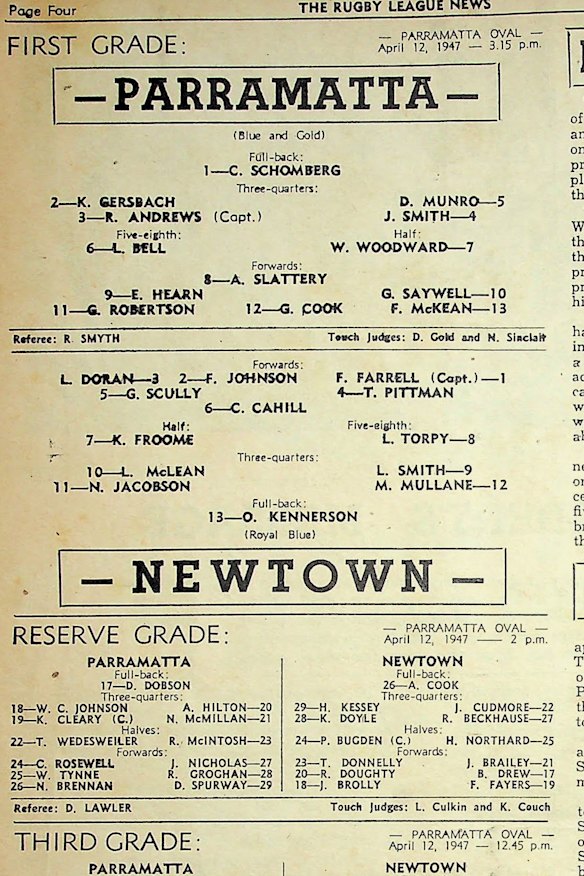 Page Four
THE RUGBY LEAGUE NEWS
FIRST GRADE:
— PARRAMATTA OVAL —
April 12, 1947 — 3.15 p.m.
— PARRAMATTA —
(Blue and Gold)
Full-back:
1—C. SCHOMBERG
Three-quarters:
2—K. GERSBACH D. MUNRO—5
3—R. ANDREWS (Capt.) J. SMITH—4
Five-eighth: Half:
6—L. BELL W. WOODWARD—7
Forwards:
8—A. SLATTERY
9—E. HEARN G. SAYWELL—10
11—G. ROBERTSON 12—G. COOK F. McKEAN—13
Referee: R. SMYTH Touch Judges: D. Gold and N. Sinclair
Forwards:
L. DORAN—3 2—F. JOHNSON F. FARRELL (Capt.)—1
5—G. SCULLY 4—T. PITTMAN
6—C. CAHILL
Half: Five-eighth:
7—K. FROOME L. TORPY—8
Three-quarters:
10—L. McLEAN L. SMITH—9
11—N. JACOBSON M. MULLANE—12
Full-back:
13—O. KENNERSON
(Royal Blue)
— NEWTOWN —
RESERVE GRADE:
— PARRAMATTA OVAL —
April 12, 1947 — 2 p.m.
PARRAMATTA
Full-back:
17—D. DOBSON
Three-quarters:
18—W. C. JOHNSON A. HILTON—20
19—K. CLEARY (C.) N. McMILLAN—21
Halves:
22—T. WEDESWEILER R. McINTOSH—23
Forwards:
24—C. ROSEWELL J. NICHOLAS—27
25—W. TYNNE R. GROGHAN—28
26—N. BRENNAN D. SPURWAY—29
NEWTOWN
Full-back:
26—A. COOK
Three-quarters:
29—H. KESSEY J. CUDMORE—22
28—K. DOYLE R. BECKHAUSE—27
Halves:
24—P. BUGDEN (C.) H. NORTHARD—25
Forwards:
23—T. DONNELLY J. BRAILEY—21
20—R. DOUGHTY B. DREW—17
18—J. BROLLY F. FAYERS—19
Referee: D. LAWLER Touch Judges: L. Culkin and K. Couch
THIRD GRADE:
— PARRAMATTA OVAL —
April 12, 1947 — 12.45 p.m.
PARRAMATTA NEWTOWN